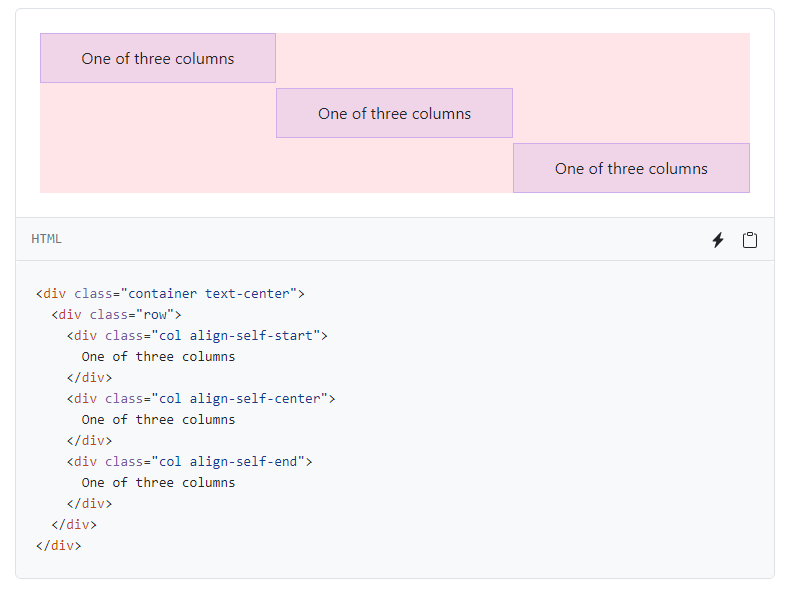 One of three columns
One of three columns
One of three columns
HTML
<div class="container text-center">
  <div class="row">
    <div class="col align-self-start">
      One of three columns
    </div>
    <div class="col align-self-center">
      One of three columns
    </div>
    <div class="col align-self-end">
      One of three columns
    </div>
  </div>
</div>